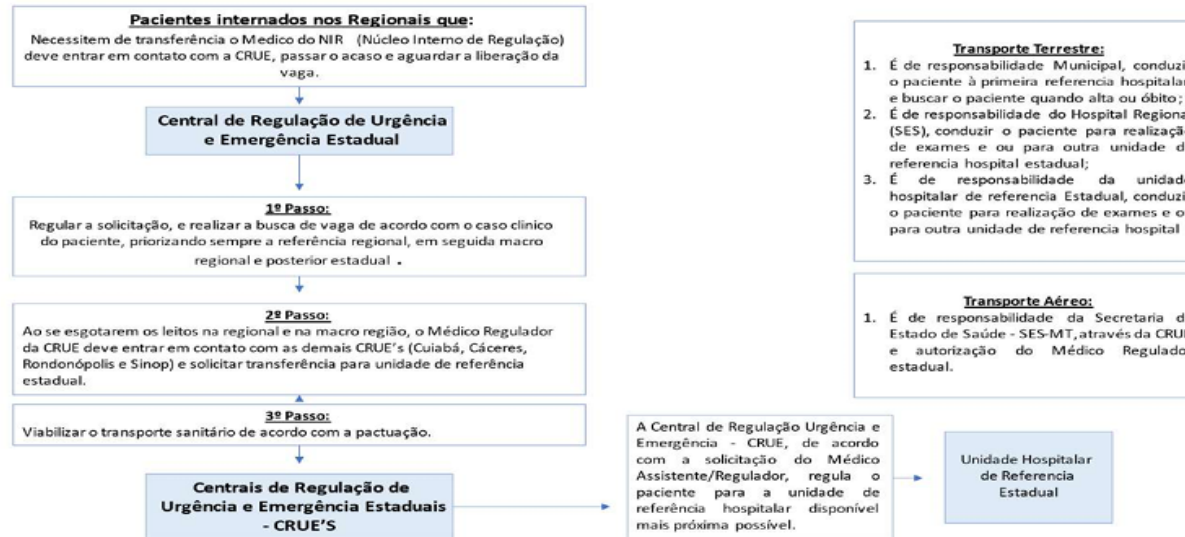 Pacientes internados nos Regionais que:
Necessitem de transferência o Medico do NIR (Núcleo Interno de Regulação)
deve entrar em contato com a CRUE, passar o acaso e aguardar a liberação da
vaga.
Central de Regulação de Urgência
e Emergência Estadual
1º Passo:
Regular a solicitação, e realizar a busca de vaga de acordo com o caso clinico
do paciente, priorizando sempre a referência regional, em seguida macro
regional e posterior estadual .
2º Passo:
Ao se esgotarem os leitos na regional e na macro região, o Médico Regulador
da CRUE deve entrar em contato com as demais CRUE's (Cuiabá, Cáceres,
Rondonópolis e Sinop) e solicitar transferência para unidade de referência
estadual.
3º Passo:
Viabilizar o transporte sanitário de acordo com a pactuação.
Centrais de Regulação de
Urgência e Emergência Estaduais
- CRUE'S
A Central de Regulação Urgência e
Emergência - CRUE, de acordo
com a solicitação do Médico
Assistente/Regulador, regula o
paciente para a unidade de
referência hospitalar disponível
mais próxima possível.
Unidade Hospitalar
de Referencia
Estadual
Transporte Terrestre:
1. É de responsabilidade Municipal, conduzi
o paciente à primeira referencia hospitalar
e buscar o paciente quando alta ou óbito;
2. É de responsabilidade do Hospital Regiona
(SES), conduzir o paciente para realizaçã
de exames e ou para outra unidade d
referencia hospital estadual;
3. É de responsabilidade da unidade
hospitalar de referencia Estadual, conduzi
o paciente para realização de exames e o
para outra unidade de referencia hospital
Transporte Aéreo:
1. É de responsabilidade da Secretaria d
Estado de Saúde - SES-MT, através da CRUE
e autorização do Médico Regulado
estadual.